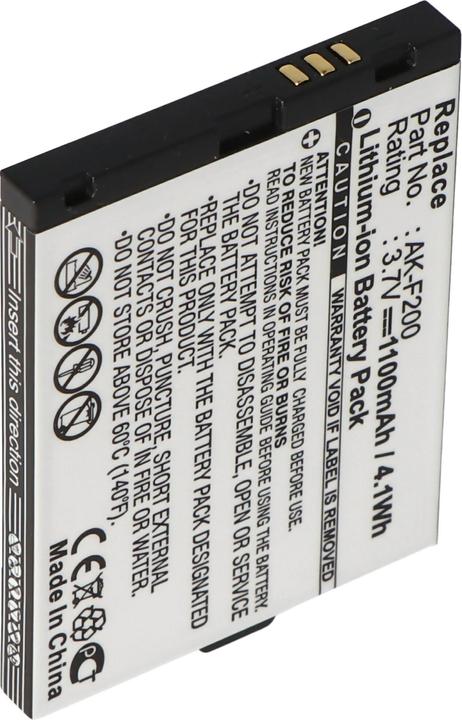 Replace
Part No. : AK-F200
Rating : 3.7V 1100mAh / 4.1Wh
Lithium-ion Battery Pack
CAUTION WARRANTY VOID IF LABEL IS REMOVED
ATTENTION:
NEW BATTERY PACK MUST BE FULLY CHARGED BEFORE USE.
READ INSTRUCTIONS IN OPERATING GUIDE BEFORE USING
TO REDUCE RISK OF FIRE OR BURNS
•DO NOT ATTEMPT TO DISASSEMBLE, OPEN OR SERVICE
THE BATTERY PACK.
•REPLACE ONLY WITH THE BATTERY PACK DESIGNATED
FOR YOUR PRODUCT.
•DO NOT CRUSH, PUNCTURE, SHORT EXTERNAL
CONTACTS OR DISPOSE OF IN FIRE OR WATER.
•DO NOT EXPOSE ABOVE 60°C (140°F).
CE
Made In China
Insert this direction